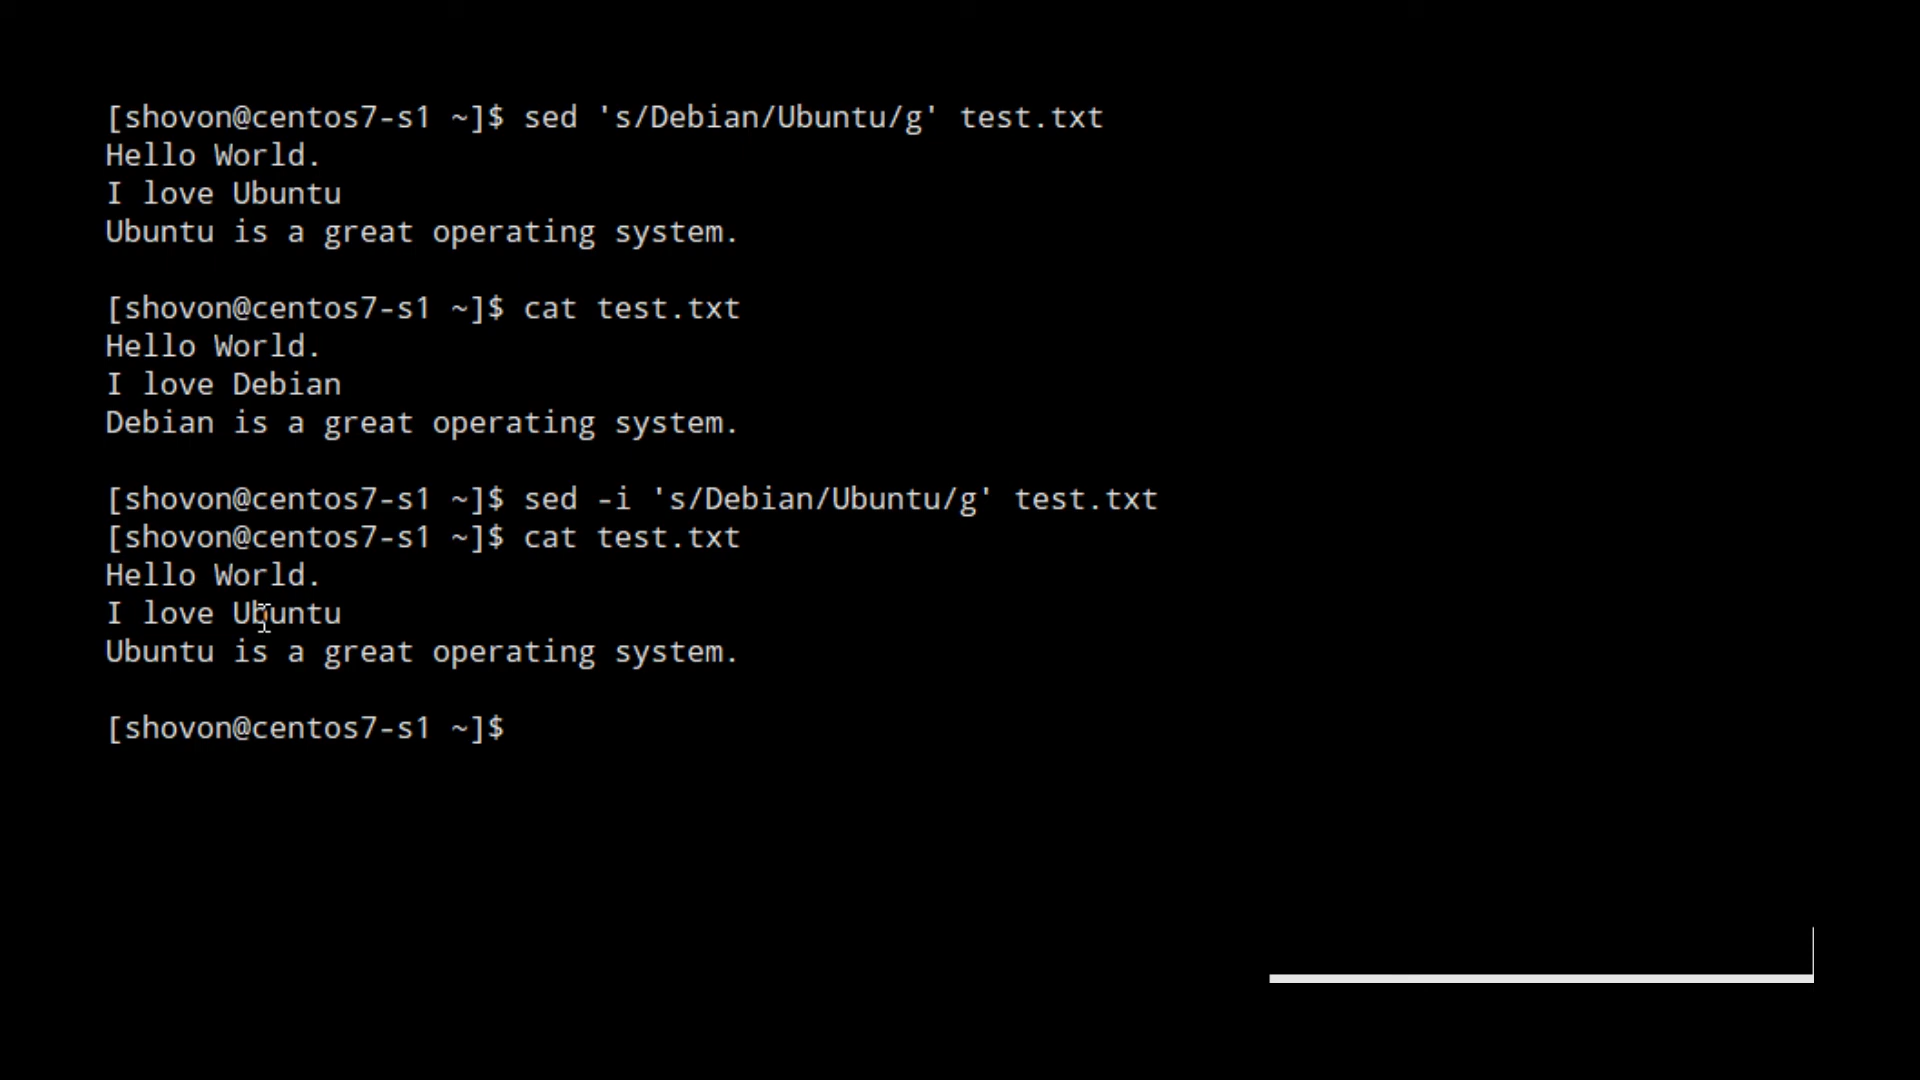 [shovon@centos7-s1 ~]$ sed 's/Debian/Ubuntu/g' test.txt
Hello World.
I love Ubuntu
Ubuntu is a great operating system.
[shovon@centos7-s1 ~]$ cat test.txt
Hello World.
I love Debian
Debian is a great operating system.
[shovon@centos7-s1 ~]$ sed -i 's/Debian/Ubuntu/g' test.txt
[shovon@centos7-s1 ~]$ cat test.txt
Hello World.
I love Ubuntu
Ubuntu is a great operating system.
[shovon@centos7-s1 ~]$